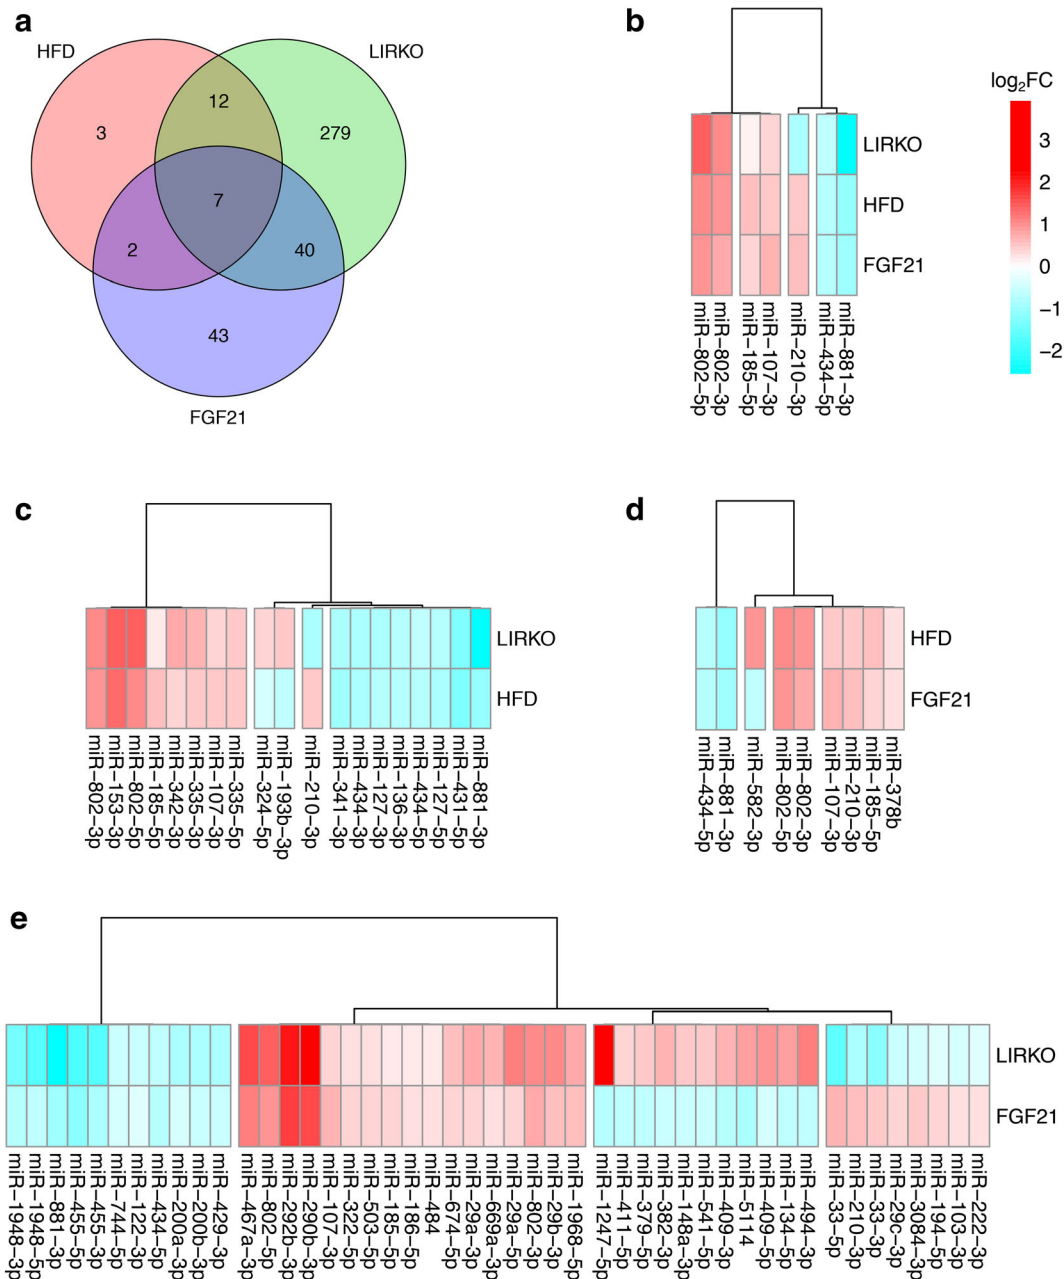 a
HFD
LIRKO
12
3
279
7
2
40
43
FGF21
b
log2FC
3
2
1
0
0
−1
−2
LIRKO
HFD
FGF21
miR−802−5p
miR−802−3p
miR−185−5p
miR−107−3p
miR−210−3p
miR−434−5p
miR−881−3p
c
LIRKO
HFD
miR−802−3p
miR−153−3p
miR−802−5p
miR−185−5p
miR−342−3p
miR−335−3p
miR−107−3p
miR−335−5p
miR−324−5p
miR−193b−3p
miR−210−3p
miR−341−3p
miR−434−3p
miR−127−3p
miR−136−3p
miR−434−5p
miR−127−5p
miR−431−5p
miR−881−3p
d
HFD
FGF21
miR−434−5p
miR−881−3p
miR−582−3p
miR−802−5p
miR−802−3p
miR−107−3p
miR−210−3p
miR−185−5p
miR−378b
e
LIRKO
FGF21
miR−1948−3p
miR−1948−5p
miR−881−3p
miR−455−5p
miR−455−3p
miR−744−5p
miR−122−3p
miR−434−5p
miR−200a−3p
miR−200b−3p
miR−429−3p
miR−467a−3p
miR−802−5p
miR−292b−3p
miR−290b−3p
miR−107−3p
miR−322−5p
miR−503−5p
miR−185−5p
miR−186−5p
miR−484
miR−674−5p
miR−29a−3p
miR−669a−3p
miR−29a−5p
miR−802−3p
miR−29b−3p
miR−1968−5p
miR−1247−5p
miR−411−5p
miR−379−5p
miR−382−3p
miR−148a−3p
miR−541−5p
miR−409−3p
miR−5114
miR−409−5p
miR−134−5p
miR−494−3p
miR−33−5p
miR−210−3p
miR−33−3p
miR−29c−3p
miR−3084−3p
miR−194−5p
miR−103−3p
miR−222−3p